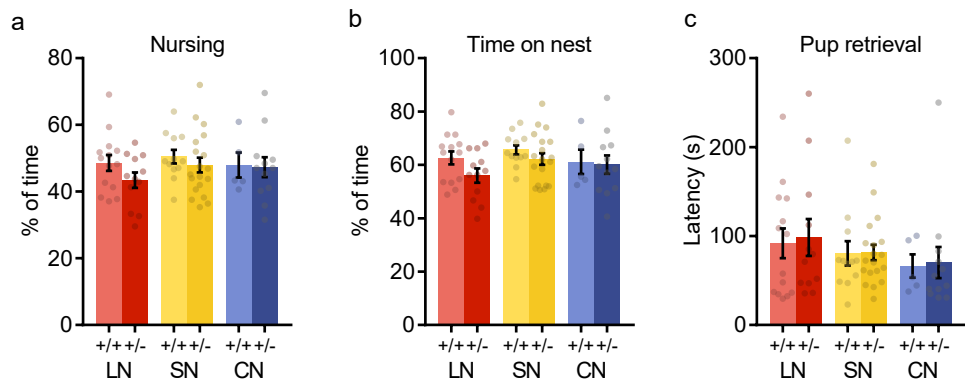 a
Nursing
% of time
80
60
40
20
0
+/+ +/- +/+ +/- +/+ +/-
LN SN CN
b
Time on nest
% of time
100
80
60
40
20
0
+/+ +/- +/+ +/- +/+ +/-
LN SN CN
c
Pup retrieval
Latency (s)
300
200
100
0
+/+ +/- +/+ +/- +/+ +/-
LN SN CN